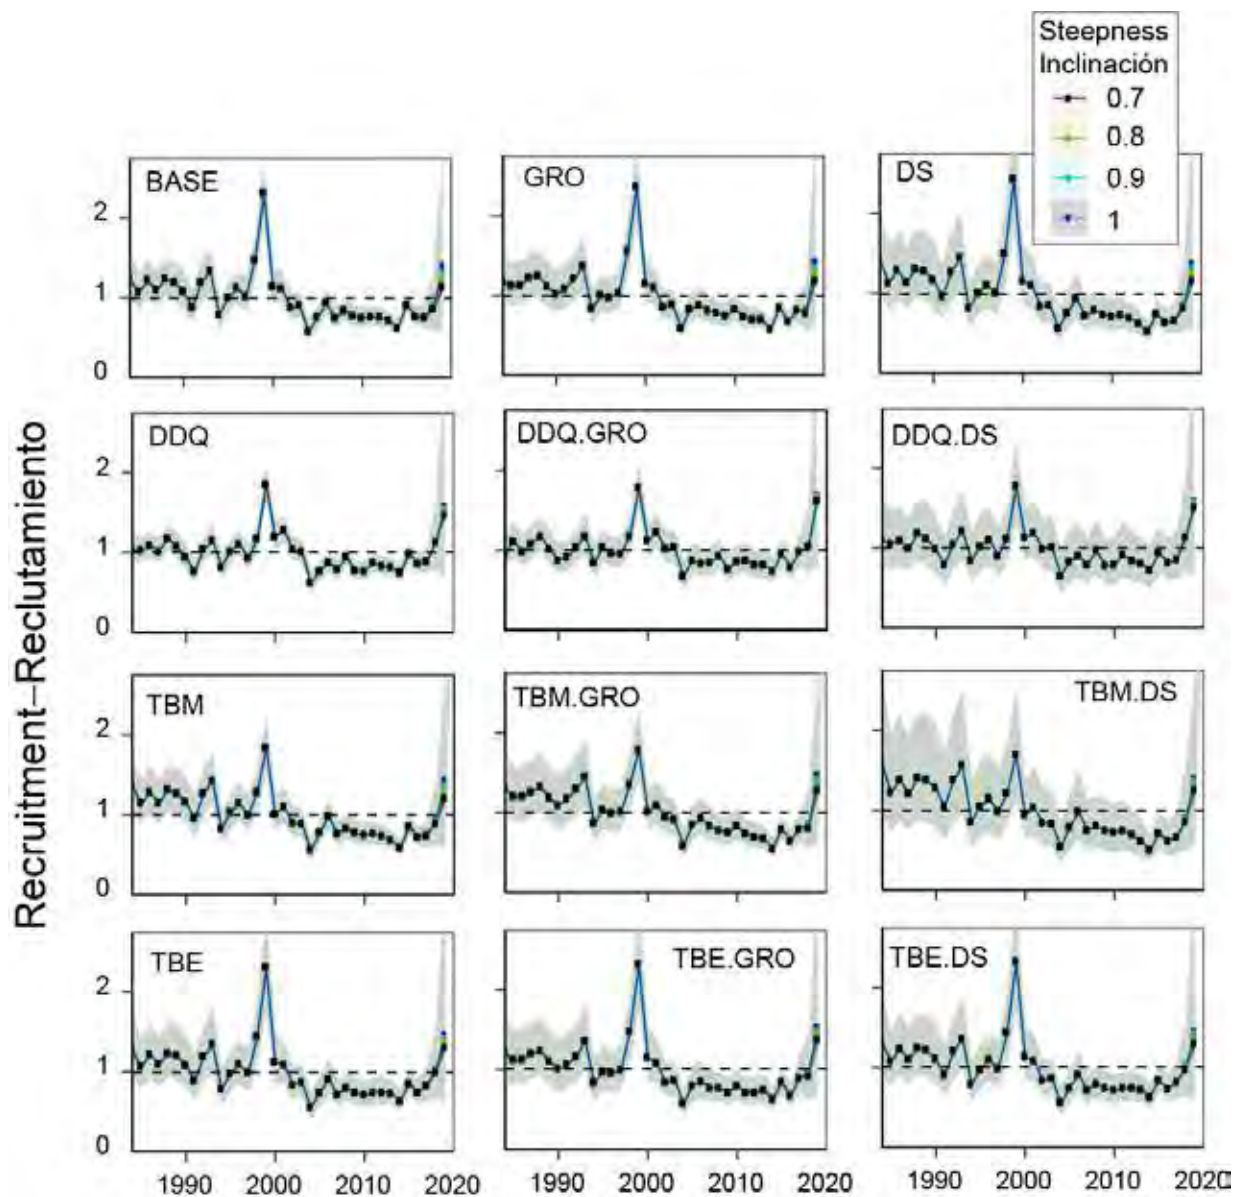 Steepness
Inclinación
0.7
0.8
0.9
1
BASE
GRO
DS
2
1
0
DDQ
DDQ.GRO
DDQ.DS
2
1
0
TBM
TBM.GRO
TBM.DS
2
1
0
TBE
TBE.GRO
TBE.DS
2
1
0
1990 2000 2010 2020 1990 2000 2010 2020 1990 2000 2010 2020
Recruitment–Reclutamiento